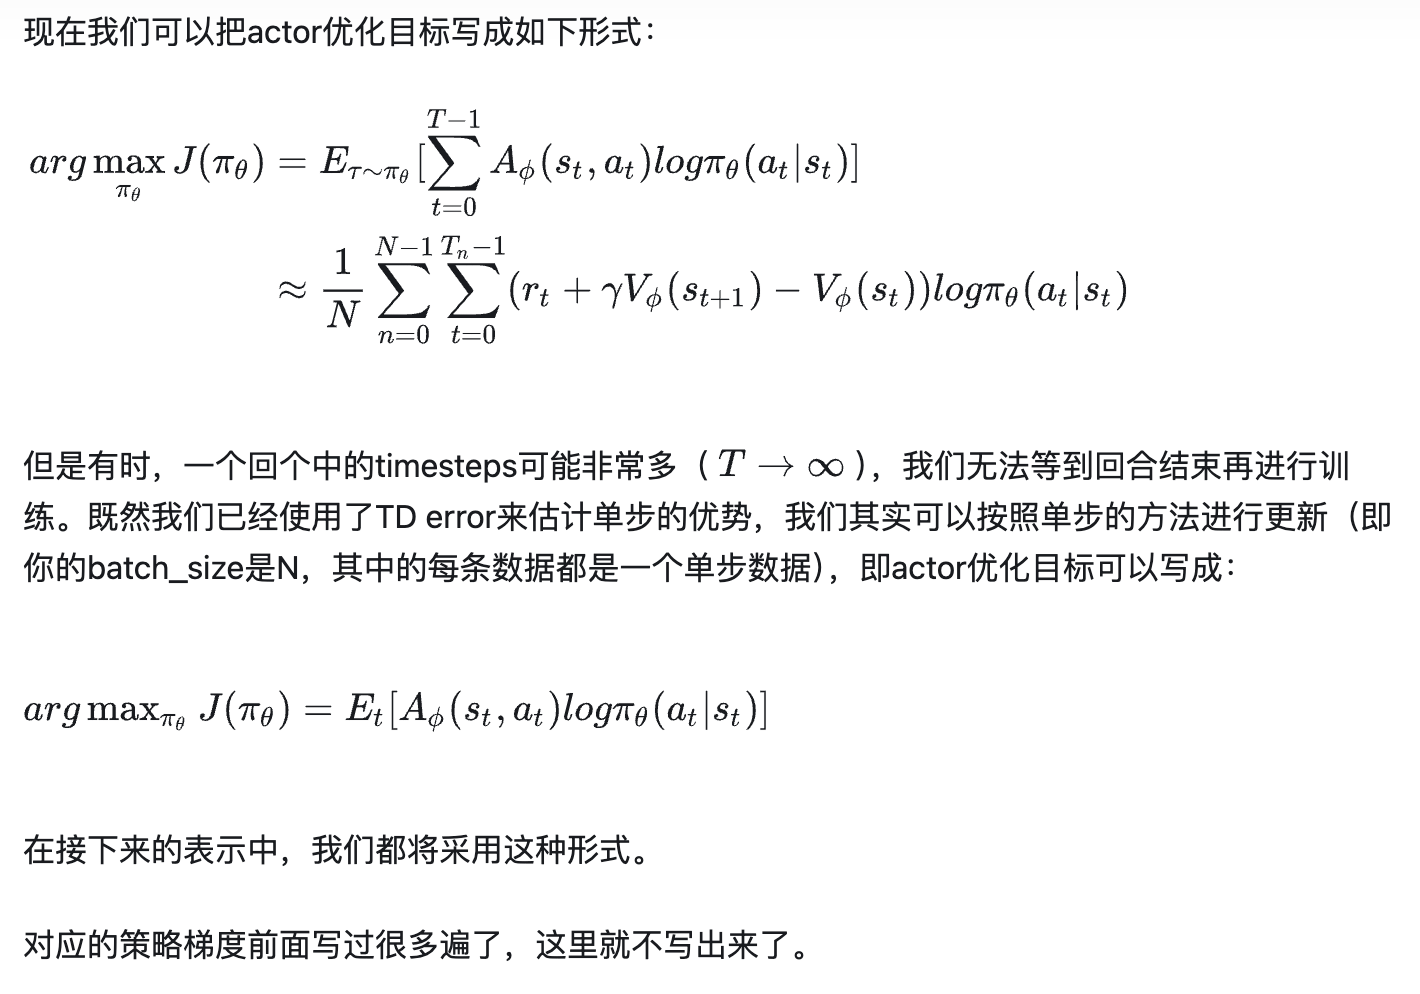 现在我们可以把actor优化目标写成如下形式：
$arg \max_{\pi_\theta} J(\pi_\theta) = E_{\tau \sim \pi_\theta}[\sum_{t=0}^{T-1} A_\phi(s_t, a_t) log\pi_\theta(a_t|s_t)]$
$\approx \frac{1}{N} \sum_{n=0}^{N-1} \sum_{t=0}^{T_n-1} (r_t + \gamma V_\phi(s_{t+1}) - V_\phi(s_t)) log\pi_\theta(a_t|s_t)$
但是有时，一个回个中的timesteps可能非常多（$T \to \infty$），我们无法等到回合结束再进行训
练。既然我们已经使用了TD error来估计单步的优势，我们其实可以按照单步的方法进行更新（即
你的batch_size是N，其中的每条数据都是一个单步数据），即actor优化目标可以写成：
$arg \max_{\pi_\theta} J(\pi_\theta) = E_t[A_\phi(s_t, a_t) log\pi_\theta(a_t|s_t)]$
在接下来的表示中，我们都将采用这种形式。
对应的策略梯度前面写过很多遍了，这里就不写出来了。